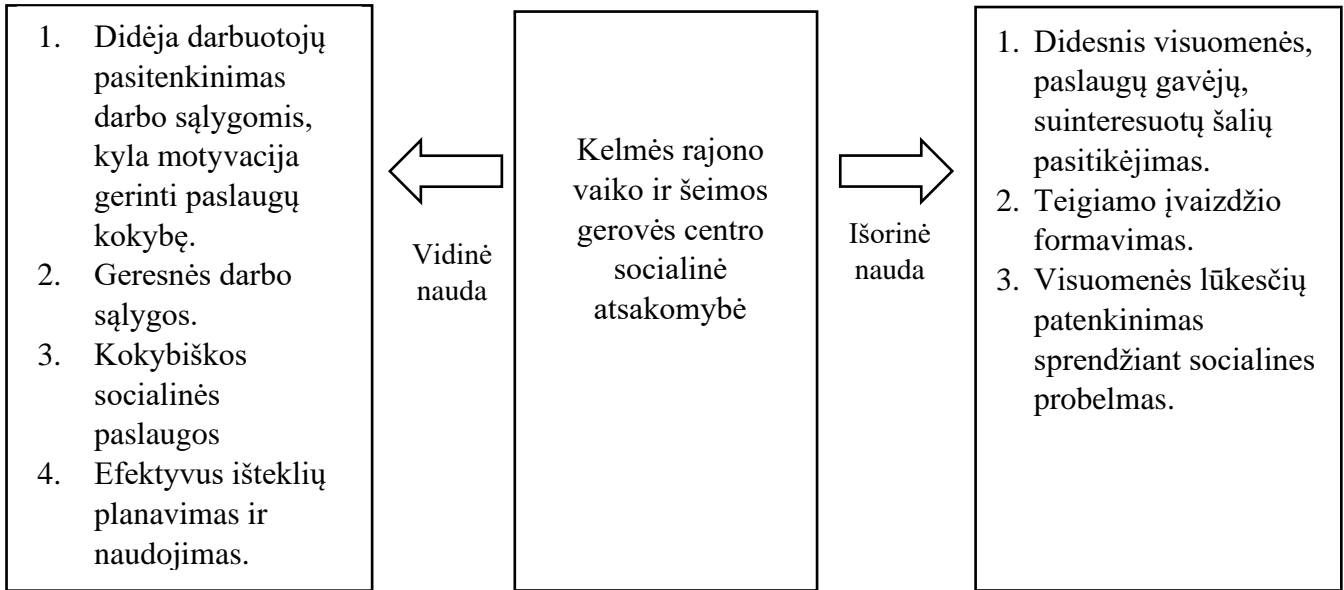 1. Didėja darbuotojų
pasitenkinimas
darbo sąlygomis,
kyla motyvacija
gerinti paslaugų
kokybę.
2. Geresnės darbo
sąlygos.
3. Kokybiškos
socialinės
paslaugos
4. Efektyvus išteklių
planavimas ir
naudojimas.
Vidinė
nauda
Kelmės rajono
vaiko ir šeimos
gerovės centro
socialinė
atsakomybė
Išorinė
nauda
1. Didesnis visuomenės,
paslaugų gavėjų,
suinteresuotų šalių
pasitikėjimas.
2. Teigiamo įvaizdžio
formavimas.
3. Visuomenės lūkesčių
patenkinimas
sprendžiant socialines
probelmas.